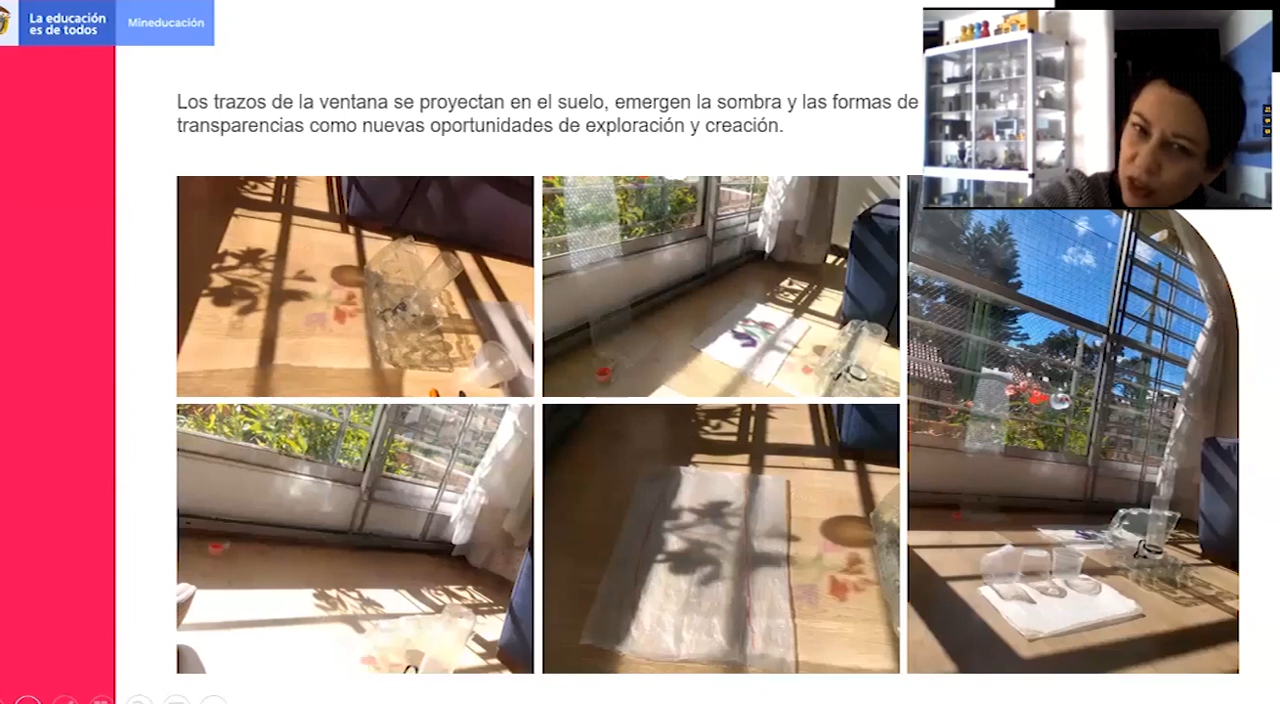 La educación
es de todos
Mineducación
Los trazos de la ventana se proyectan en el suelo, emergen la sombra y las formas de
transparencias como nuevas oportunidades de exploración y creación.